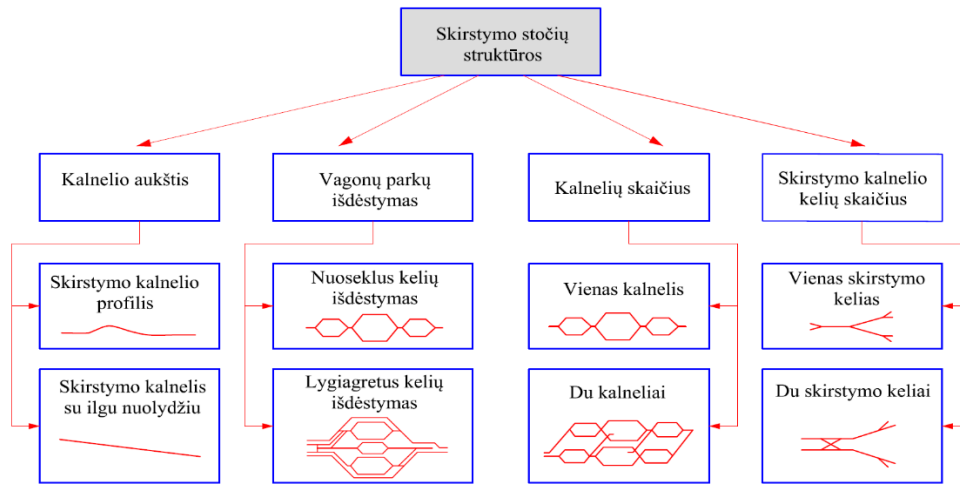 Skirstymo stočių
struktūros
Kalnelio aukštis
Vagonų parkų
išdėstymas
Kalnelių skaičius
Skirstymo kalnelio
kelių skaičius
Skirstymo kalnelio
profilis
Nuoseklus kelių
išdėstymas
Vienas kalnelis
Vienas skirstymo
kelias
Skirstymo kalnelis
su ilgu nuolydžiu
Lygiagretus kelių
išdėstymas
Du kalneliai
Du skirstymo keliai